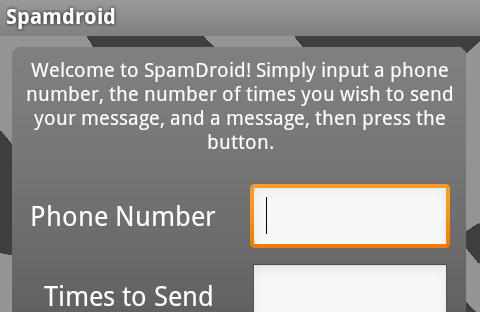 Spamdroid
Welcome to SpamDroid! Simply input a phone
number, the number of times you wish to send
your message, and a message, then press the
button.
Phone Number
Times to Send